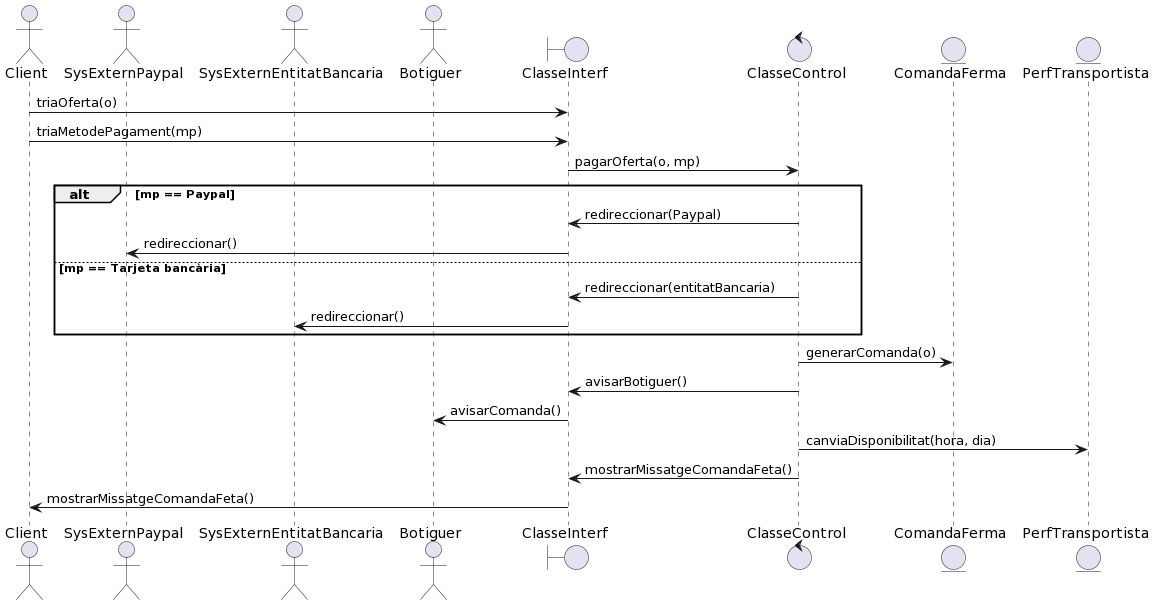 Client SysExternPaypal SysExternEntitatBancaria Botiguer ClasseInterf ClasseControl ComandaFerma PerfTransportista
triaOferta(o)
triaMetodePagament(mp)
pagarOferta(o, mp)
alt [mp == Paypal]
redireccionar(Paypal)
redireccionar()
[mp == Tarjeta bancària]
redireccionar(entitatBancaria)
redireccionar()
generarComanda(o)
avisarBotiguer()
avisarComanda()
canviaDisponibilitat(hora, dia)
mostrarMissatgeComandaFeta()
mostrarMissatgeComandaFeta()
Client SysExternPaypal SysExternEntitatBancaria Botiguer ClasseInterf ClasseControl ComandaFerma PerfTransportista